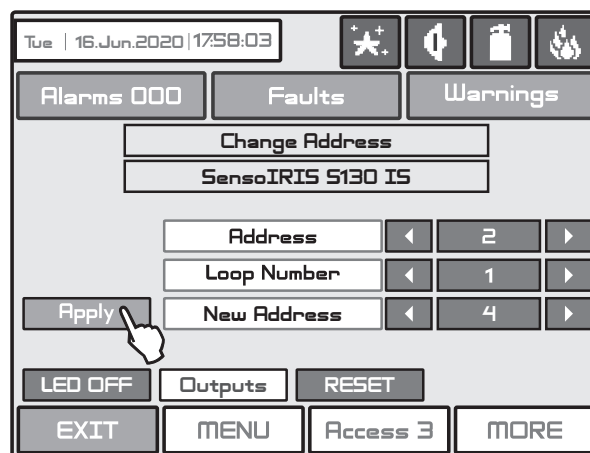 Tue | 16.Jun.2020 | 17:58:03
Alarms 000 Faults Warnings
Change Address
SensoIRIS S130 IS
Address 2
Loop Number 1
Apply New Address 4
LED OFF Outputs RESET
EXIT MENU Access 3 MORE